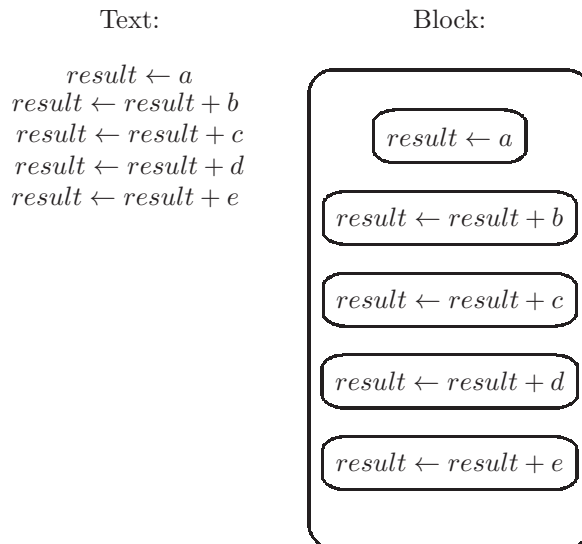 Text:
result ← a
result ← result + b
result ← result + c
result ← result + d
result ← result + e
Block:
result ← a
result ← result + b
result ← result + c
result ← result + d
result ← result + e